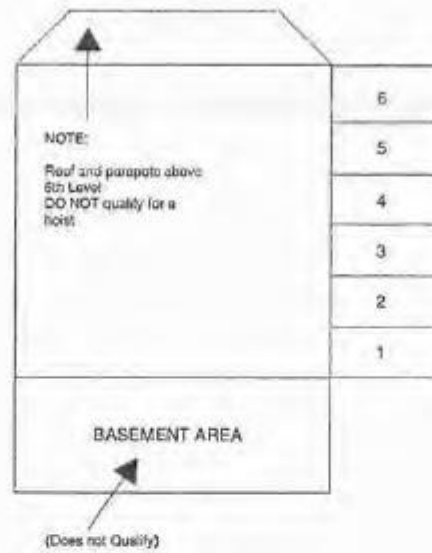 6
NOTE:
5
Roof and parapets above
6th Level
DO NOT qualify for a
hoist
4
3
2
1
BASEMENT AREA
(Does not Qualify)